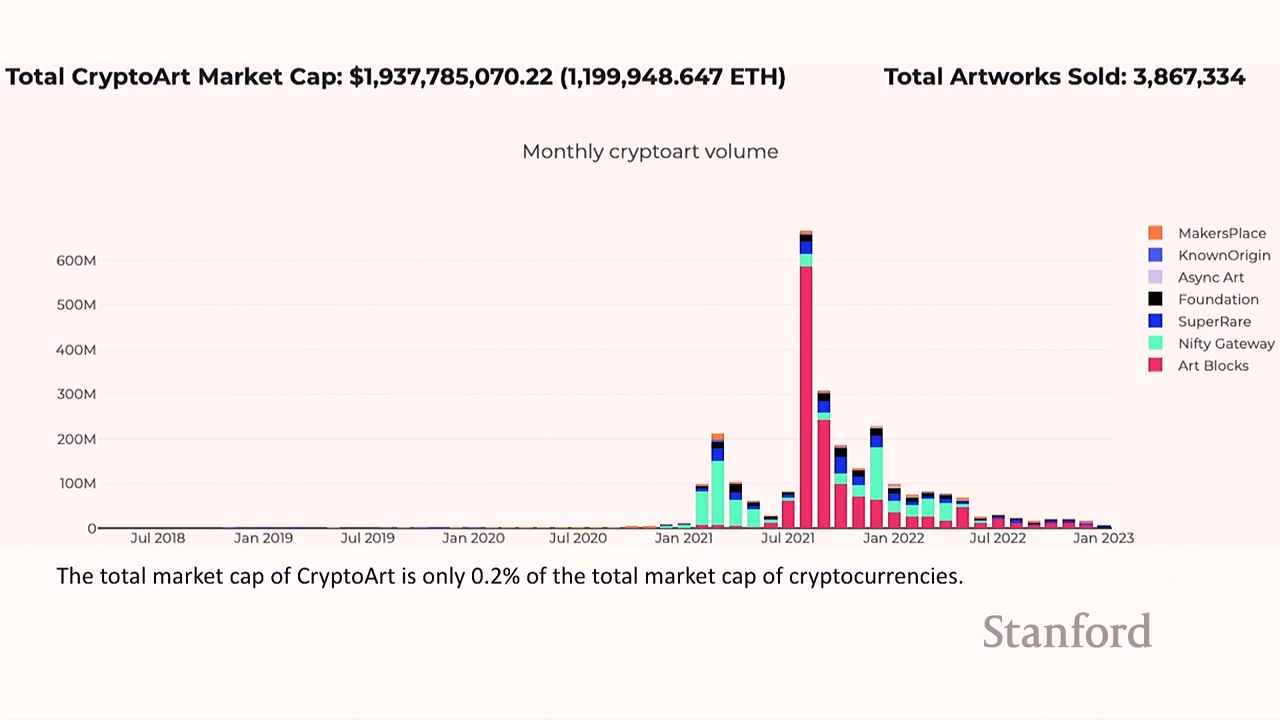 Total CryptoArt Market Cap: $1,937,785,070.22 (1,199,948.647 ETH)
Total Artworks Sold: 3,867,334
Monthly cryptoart volume
600M
500M
400M
300M
200M
100M
0
Jul 2018
Jan 2019
Jul 2019
Jan 2020
Jul 2020
Jan 2021
Jul 2021
Jan 2022
Jul 2022
Jan 2023
MakersPlace
KnownOrigin
Async Art
Foundation
SuperRare
Nifty Gateway
Art Blocks
The total market cap of CryptoArt is only 0.2% of the total market cap of cryptocurrencies.
Stanford